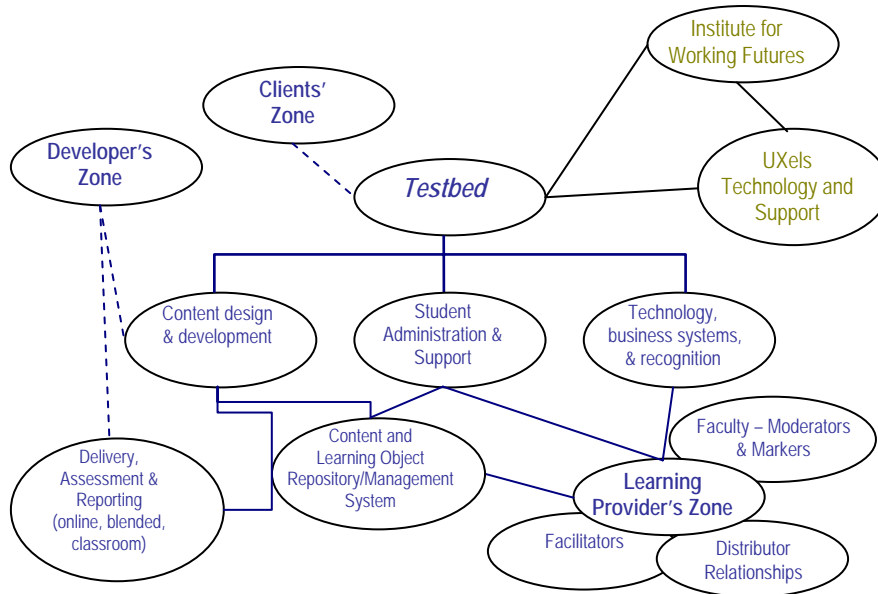 Institute for
Working Futures
Clients'
Zone
Developer's
Zone
UXels
Technology and
Support
Testbed
Content design
& development
Student
Administration &
Support
Technology,
business systems,
& recognition
Faculty – Moderators
& Markers
Delivery,
Assessment &
Reporting
(online, blended,
classroom)
Content and
Learning Object
Repository/Management
System
Learning
Provider's Zone
Facilitators
Distributor
Relationships